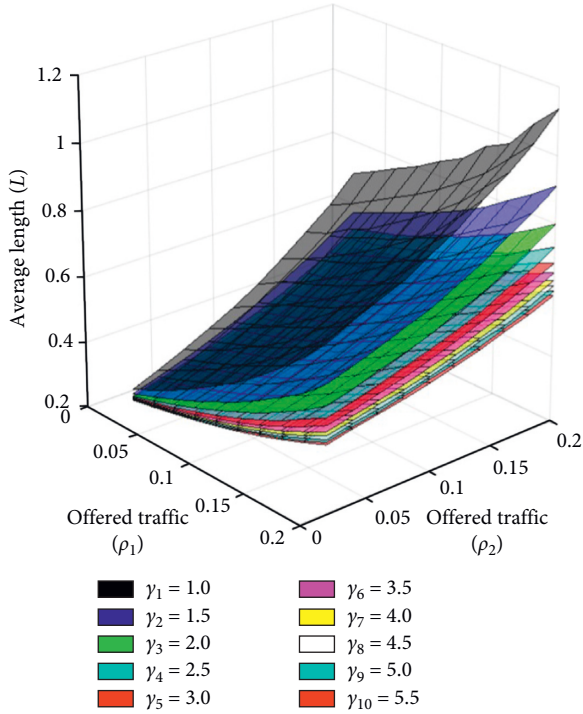 1.2
1
0.8
0.6
0.4
0.2
Average length (L)
0
0.05
0.1
0.15
0.2
Offered traffic
(ρ1)
0
0.05
0.1
0.15
0.2
Offered traffic
(ρ2)
γ1 = 1.0
γ2 = 1.5
γ3 = 2.0
γ4 = 2.5
γ5 = 3.0
γ6 = 3.5
γ7 = 4.0
γ8 = 4.5
γ9 = 5.0
γ10 = 5.5